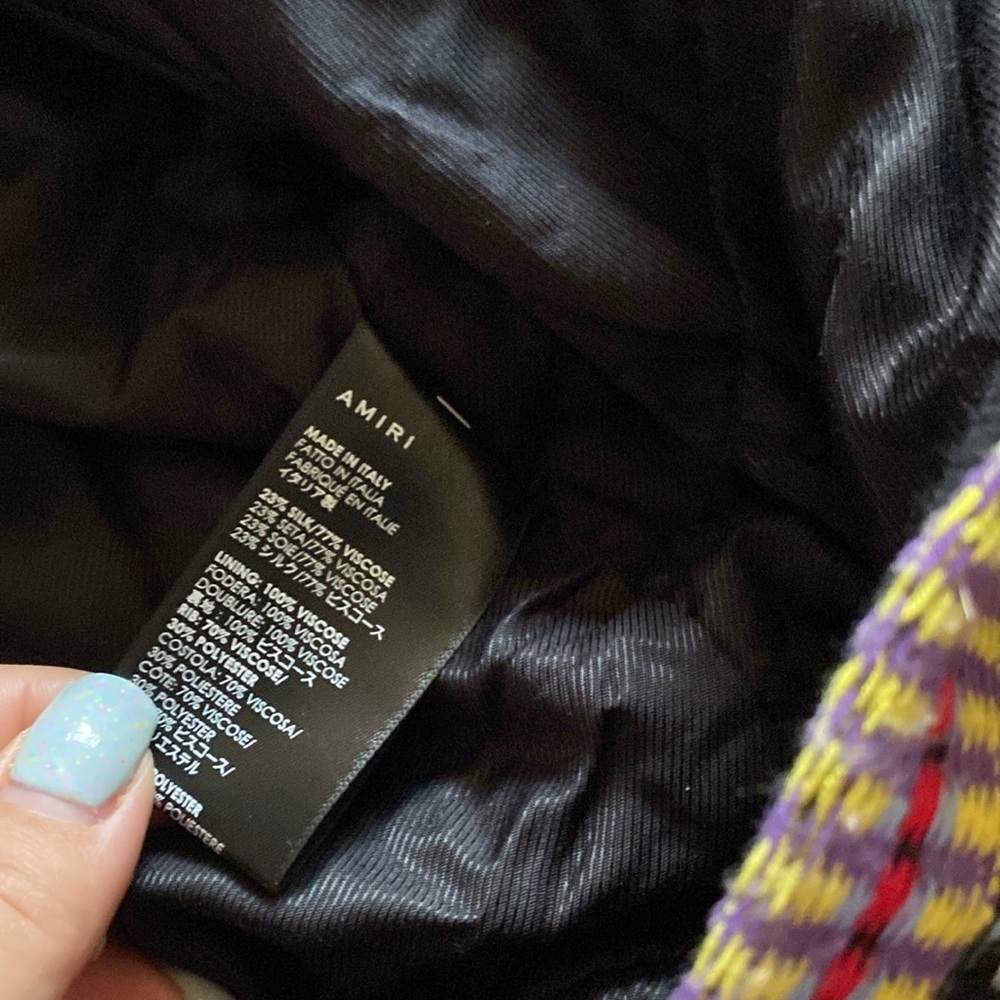 AMIRI
MADE IN ITALY
FATTO IN ITALIA
FABRIQUÉ EN ITALIE
イタリア製
23% SILK/77% VISCOSE
23% SETA/77% VISCOSA
23% SOIE/77% VISCOSE
23% シルク/77% ビスコース
LINING: 100% VISCOSE
FODERA: 100% VISCOSA
DOUBLURE: 100% VISCOSE
裏地: 100% ビスコース
RIB: 70% VISCOSE/
30% POLYESTER
COSTOLA: 70% VISCOSA/
30% POLIESTERE
CÔTE: 70% VISCOSE/
30% POLYESTER
ビスコース/
エステル
POLYESTER
% POLIESTERE